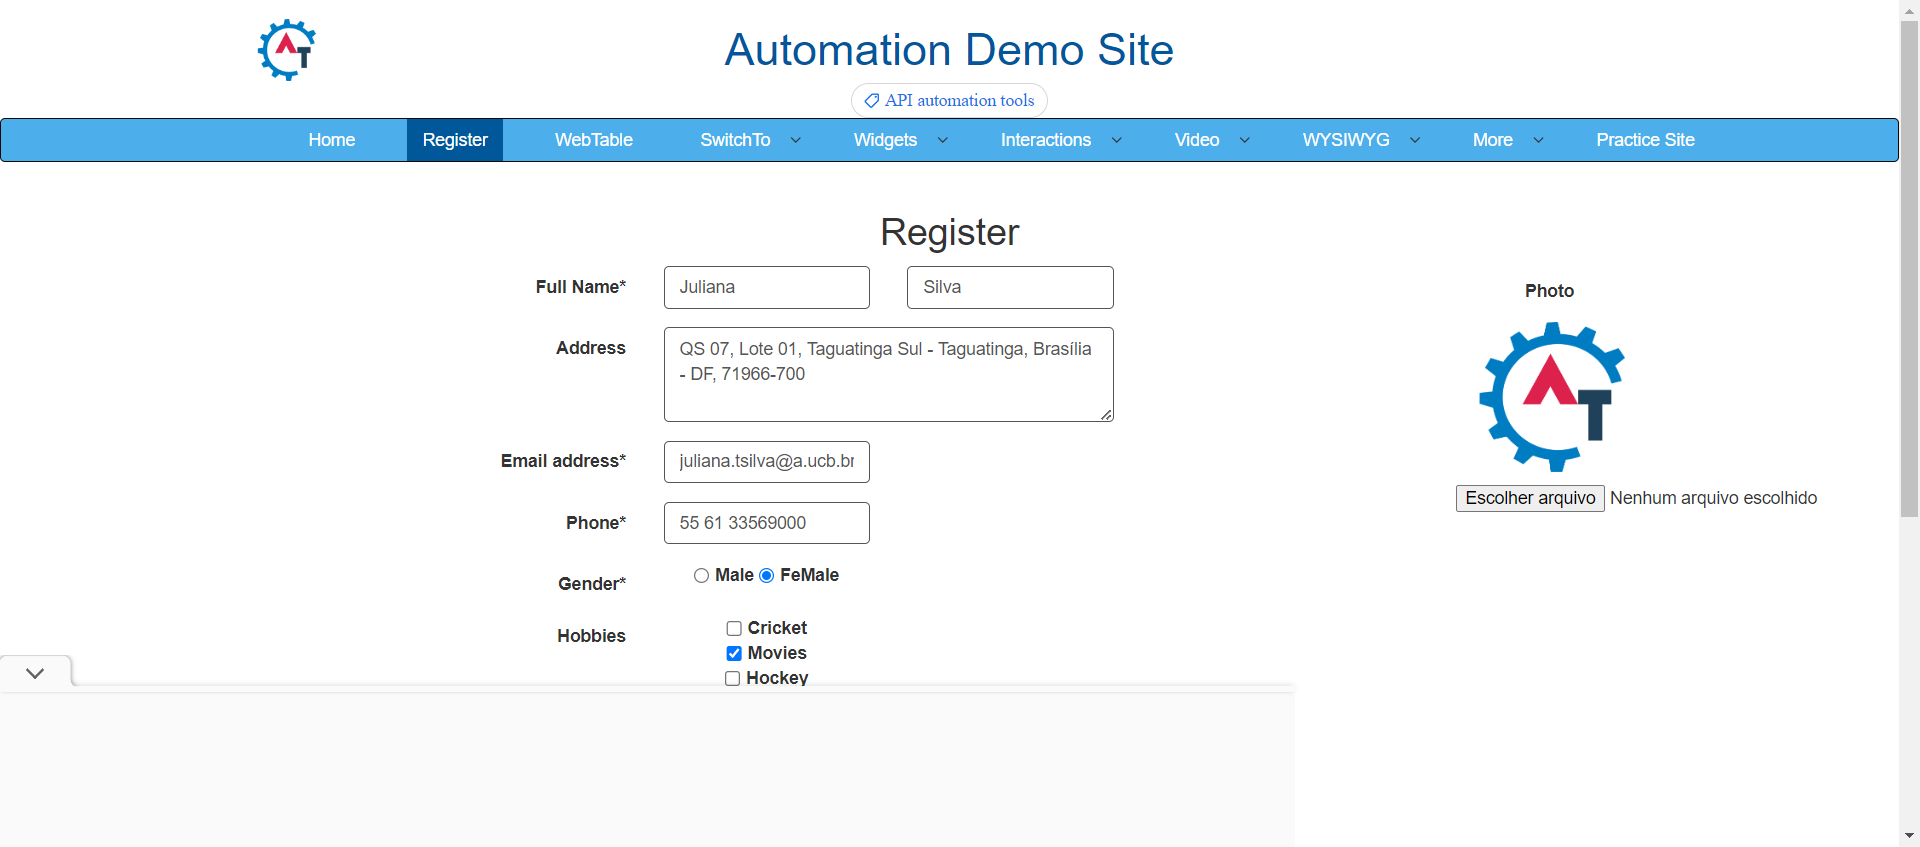 AT
Automation Demo Site
API automation tools
Home Register WebTable SwitchTo Widgets Interactions Video WYSIWYG More Practice Site
Register
Full Name* Juliana Silva
Photo
Address QS 07, Lote 01, Taguatinga Sul - Taguatinga, Brasília
- DF, 71966-700
AT
Email address* juliana.tsilva@a.ucb.br
Escolher arquivo Nenhum arquivo escolhido
Phone* 55 61 33569000
Gender* Male FeMale
Hobbies Cricket
Movies
Hockey